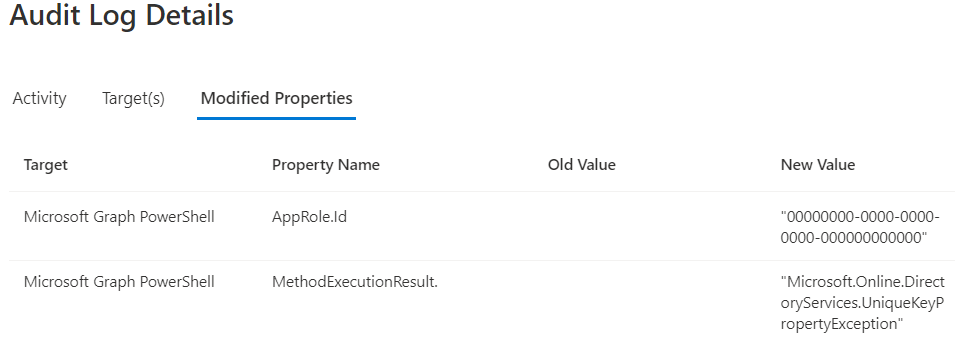 Audit Log Details
Activity Target(s) Modified Properties
Target Property Name Old Value New Value
Microsoft Graph PowerShell AppRole.Id "00000000-0000-0000-
0000-000000000000"
Microsoft Graph PowerShell MethodExecutionResult. "Microsoft.Online.Direct
oryServices.UniqueKeyP
ropertyException"